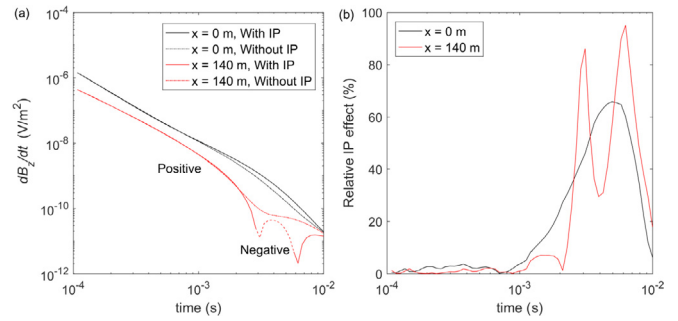 (a)
x = 0 m, With IP
x = 0 m, Without IP
x = 140 m, With IP
x = 140 m, Without IP
10⁻⁴
10⁻⁶
10⁻⁸
10⁻¹⁰
10⁻¹²
dB_z/dt (V/m²)
Positive
Negative
10⁻⁴
10⁻³
10⁻²
time (s)
(b)
x = 0 m
x = 140 m
100
80
60
40
20
0
Relative IP effect (%)
10⁻⁴
10⁻³
10⁻²
time (s)